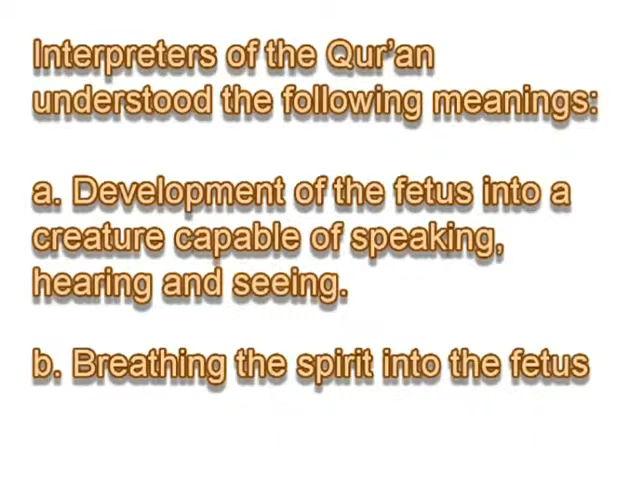 Interpreters of the Qur'an
understood the following meanings:
a. Development of the fetus into a
creature capable of speaking,
hearing and seeing.
b. Breathing the spirit into the fetus